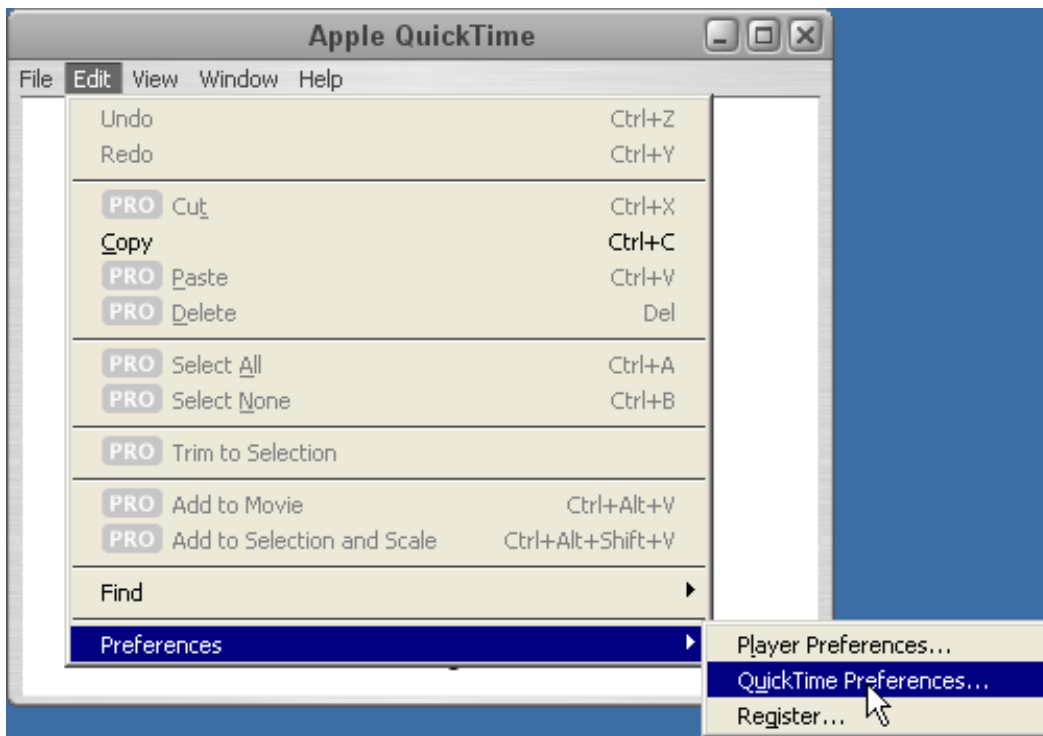 Apple QuickTime
File Edit View Window Help
Undo Ctrl+Z
Redo Ctrl+Y
PRO Cut Ctrl+X
Copy Ctrl+C
PRO Paste Ctrl+V
PRO Delete Del
PRO Select All Ctrl+A
PRO Select None Ctrl+B
PRO Trim to Selection
PRO Add to Movie Ctrl+Alt+V
PRO Add to Selection and Scale Ctrl+Alt+Shift+V
Find
Preferences
Player Preferences...
QuickTime Preferences...
Register...